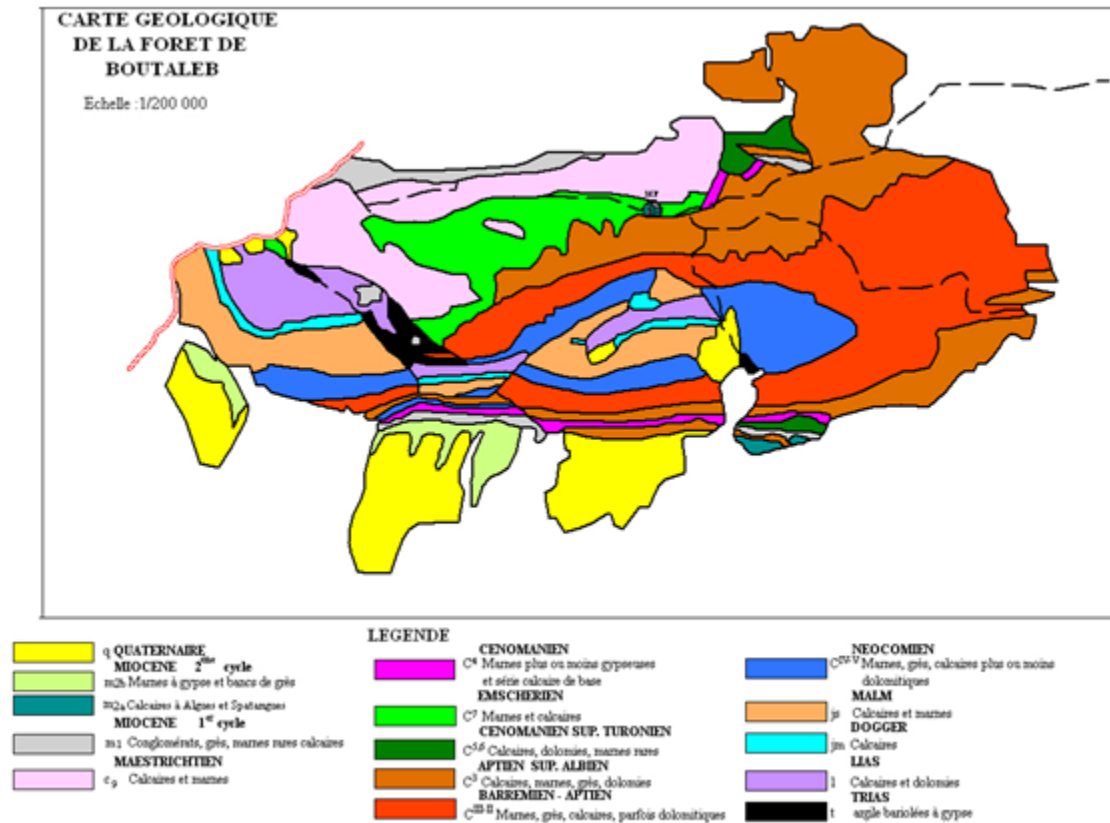 CARTE GEOLOGIQUE
DE LA FORET DE
BOUTALEB
Echelle :1/200 000
LEGENDE
q QUATERNAIRE
MIOCENE 2ème cycle
m2b Marnes à gypse et bancs de grès
m2a Calcaires à Algues et Spatangues
MIOCENE 1er cycle
m1 Conglomérats, grès, marnes rares calcaires
MAESTRICHTIEN
c9 Calcaires et marnes
CENOMANIEN
C4 Marnes plus ou moins gypseuses
et série calcaire de base
EMSCHERIEN
C7 Marnes et calcaires
CENOMANIEN SUP. TURONIEN
C5,6 Calcaires, dolomies, marnes rares
APTIEN SUP. ALBIEN
C3 Calcaires, marnes, grès, dolomies
BARREMIEN - APTIEN
CIII-II Marnes, grès, calcaires, parfois dolomitiques
NEOCOMIEN
CIV-V Marnes, grès, calcaires plus ou moins
dolomitiques
MALM
js Calcaires et marnes
DOGGER
jm Calcaires
LIAS
l Calcaires et dolomies
TRIAS
t argile bariolées à gypse